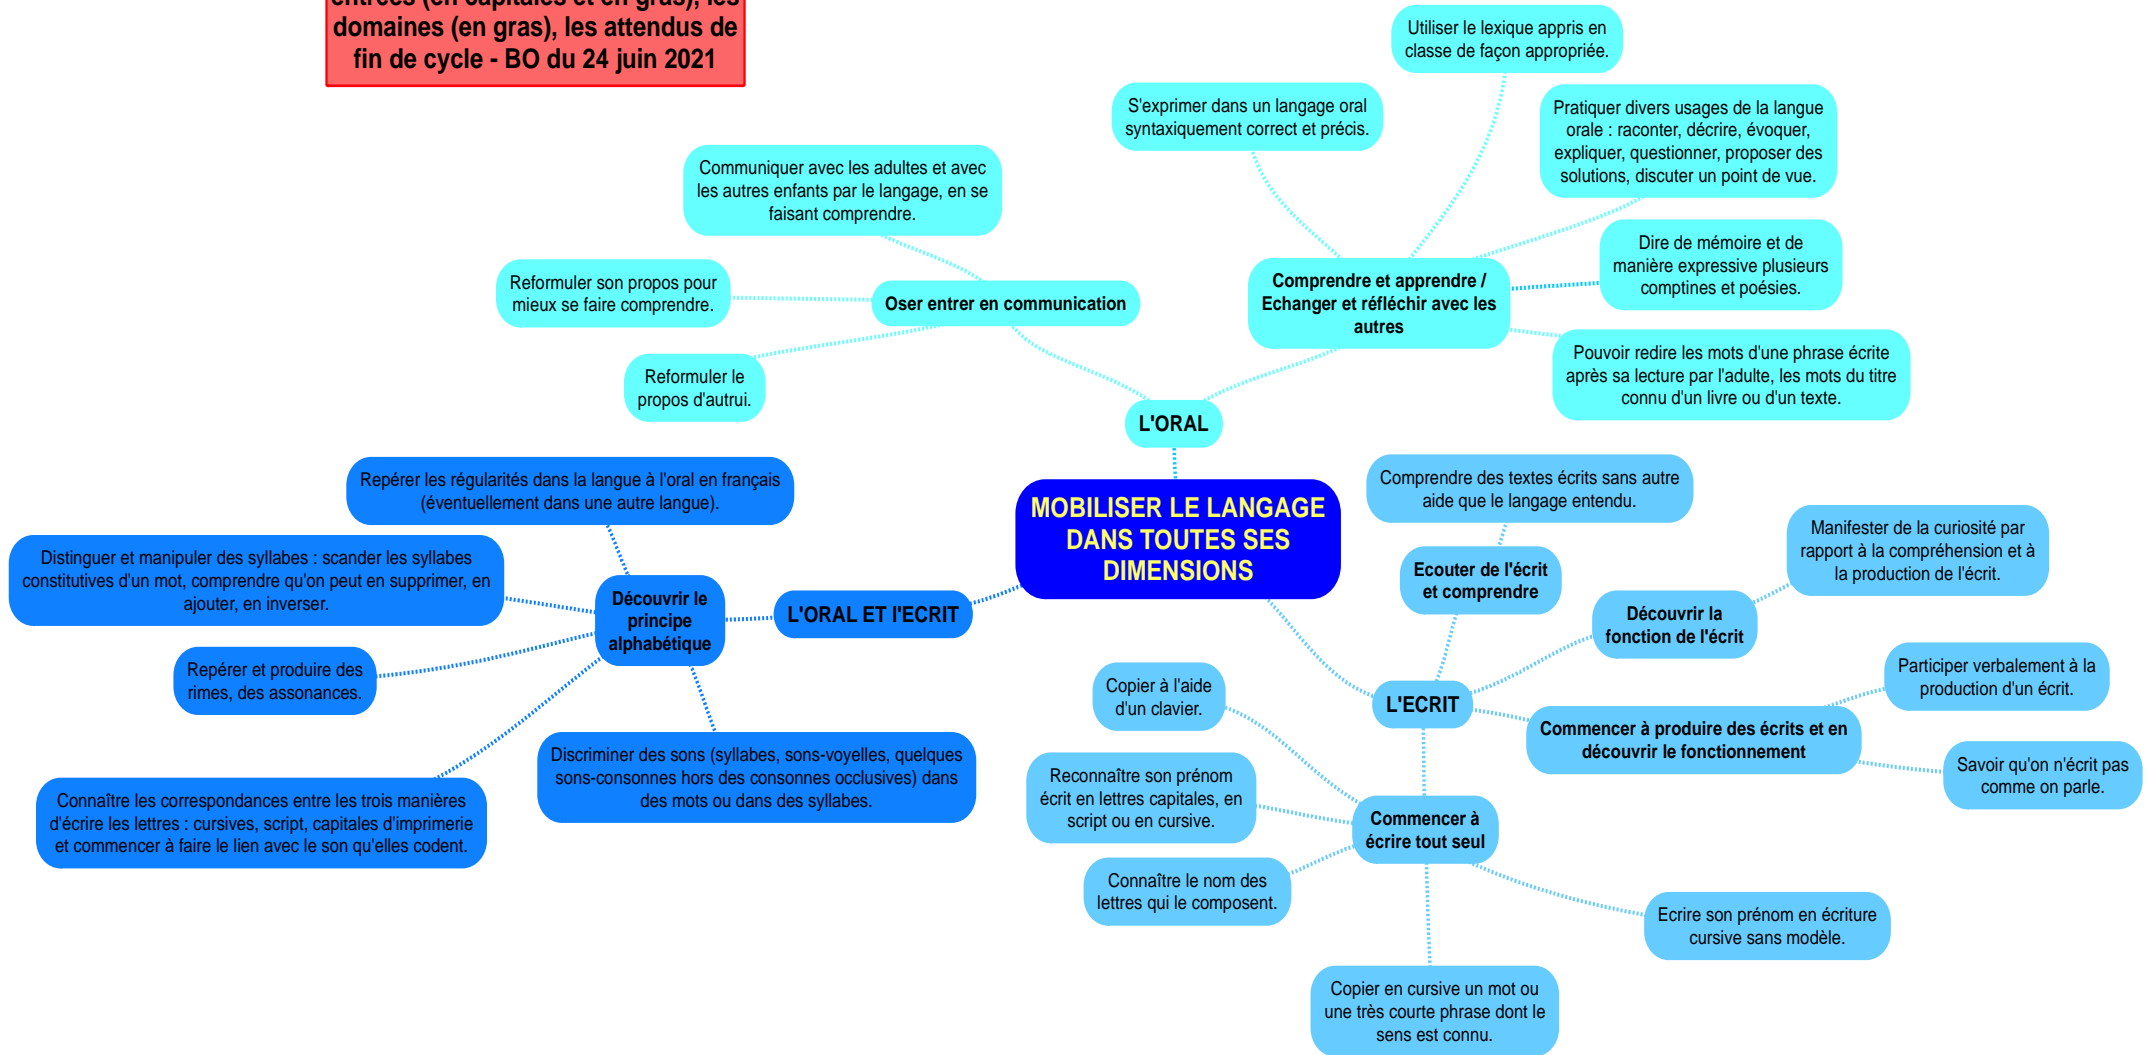 entrées (en capitales et en gras), les
domaines (en gras), les attendus de
fin de cycle - BO du 24 juin 2021
Utiliser le lexique appris en
classe de façon appropriée.
S'exprimer dans un langage oral
syntaxiquement correct et précis.
Pratiquer divers usages de la langue
orale : raconter, décrire, évoquer,
expliquer, questionner, proposer des
solutions, discuter un point de vue.
Communiquer avec les adultes et avec
les autres enfants par le langage, en se
faisant comprendre.
Dire de mémoire et de
manière expressive plusieurs
comptines et poésies.
Reformuler son propos pour
mieux se faire comprendre.
Oser entrer en communication
Comprendre et apprendre /
Echanger et réfléchir avec les
autres
Reformuler le
propos d'autrui.
Pouvoir redire les mots d'une phrase écrite
après sa lecture par l'adulte, les mots du titre
connu d'un livre ou d'un texte.
L'ORAL
Repérer les régularités dans la langue à l'oral en français
(éventuellement dans une autre langue).
MOBILISER LE LANGAGE
DANS TOUTES SES
DIMENSIONS
Comprendre des textes écrits sans autre
aide que le langage entendu.
Manifester de la curiosité par
rapport à la compréhension et à
la production de l'écrit.
Distinguer et manipuler des syllabes : scander les syllabes
constitutives d'un mot, comprendre qu'on peut en supprimer, en
ajouter, en inverser.
Découvrir le
principe
alphabétique
L'ORAL ET l'ECRIT
Ecouter de l'écrit
et comprendre
Découvrir la
fonction de l'écrit
Repérer et produire des
rimes, des assonances.
Participer verbalement à la
production d'un écrit.
Copier à l'aide
d'un clavier.
L'ECRIT
Commencer à produire des écrits et en
découvrir le fonctionnement
Discriminer des sons (syllabes, sons-voyelles, quelques
sons-consonnes hors des consonnes occlusives) dans
des mots ou dans des syllabes.
Savoir qu'on n'écrit pas
comme on parle.
Connaître les correspondances entre les trois manières
d'écrire les lettres : cursives, script, capitales d'imprimerie
et commencer à faire le lien avec le son qu'elles codent.
Reconnaître son prénom
écrit en lettres capitales, en
script ou en cursive.
Commencer à
écrire tout seul
Connaître le nom des
lettres qui le composent.
Ecrire son prénom en écriture
cursive sans modèle.
Copier en cursive un mot ou
une très courte phrase dont le
sens est connu.